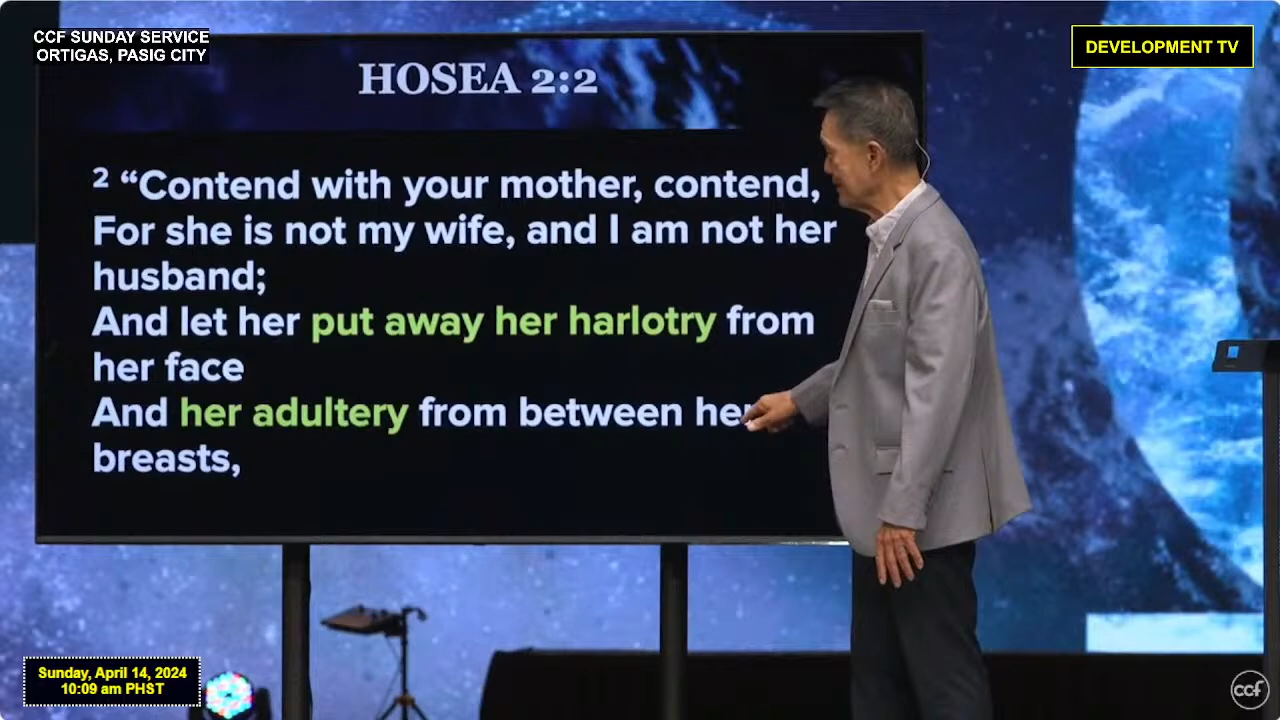 CCF SUNDAY SERVICE
ORTIGAS, PASIG CITY
DEVELOPMENT TV
HOSEA 2:2
² “Contend with your mother, contend,
For she is not my wife, and I am not her
husband;
And let her put away her harlotry from
her face
And her adultery from between her
breasts,
Sunday, April 14, 2024
10:09 am PHST
ccf